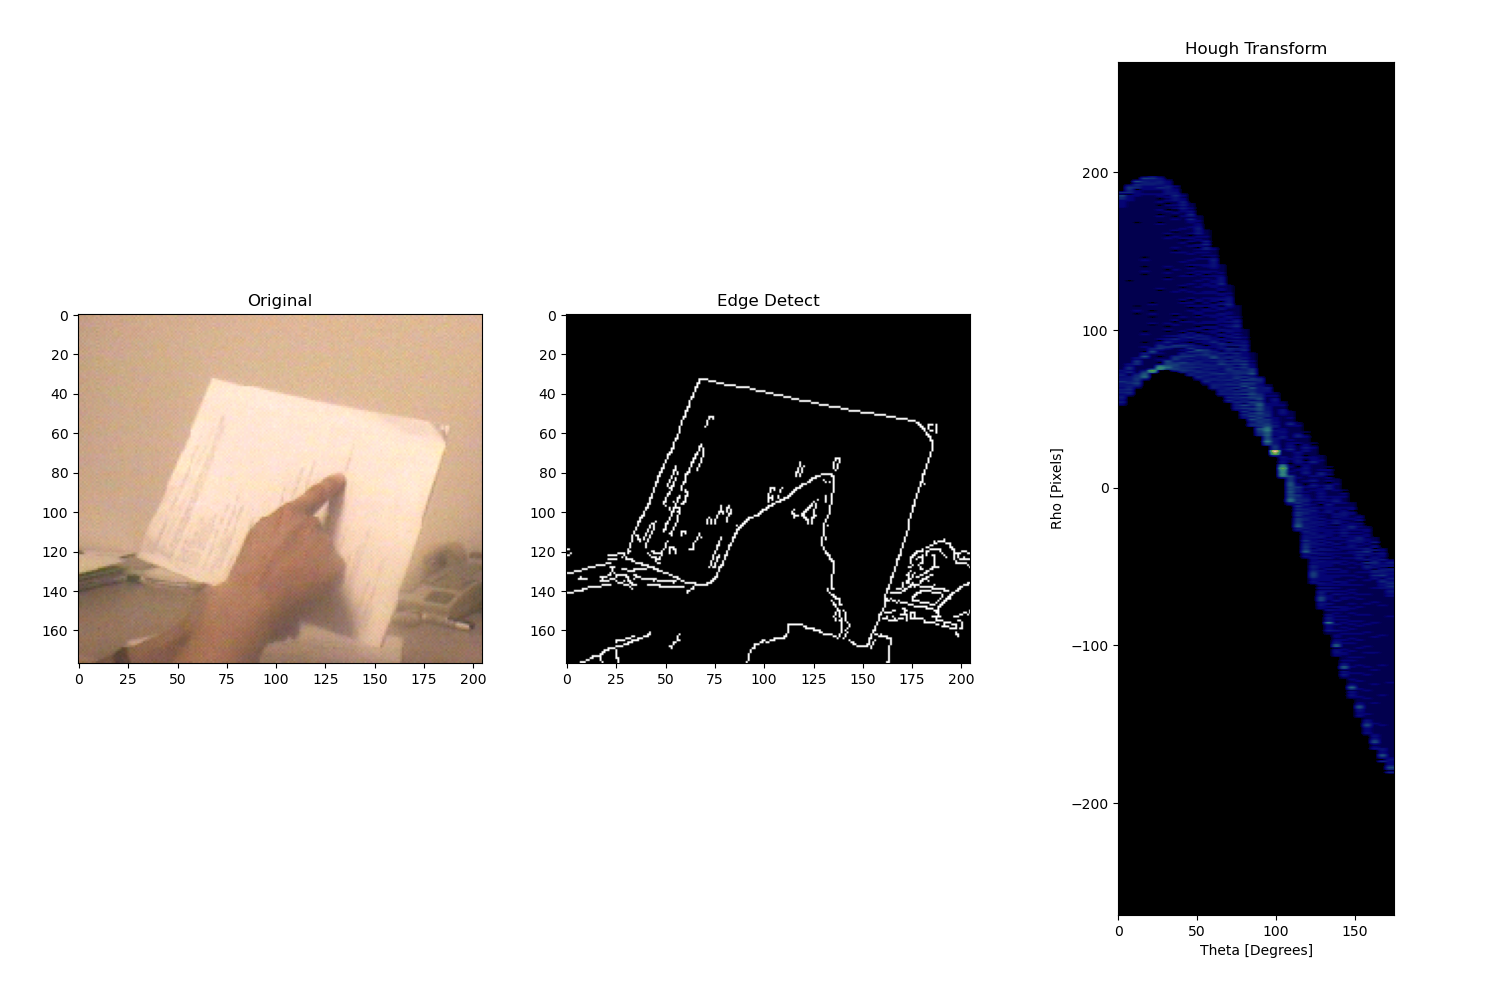 Hough Transform
Original
Edge Detect
0
20
40
60
80
100
120
140
160
0 25 50 75 100 125 150 175 200
0
20
40
60
80
100
120
140
160
0 25 50 75 100 125 150 175 200
200
100
0
−100
−200
Rho [Pixels]
0 50 100 150
Theta [Degrees]